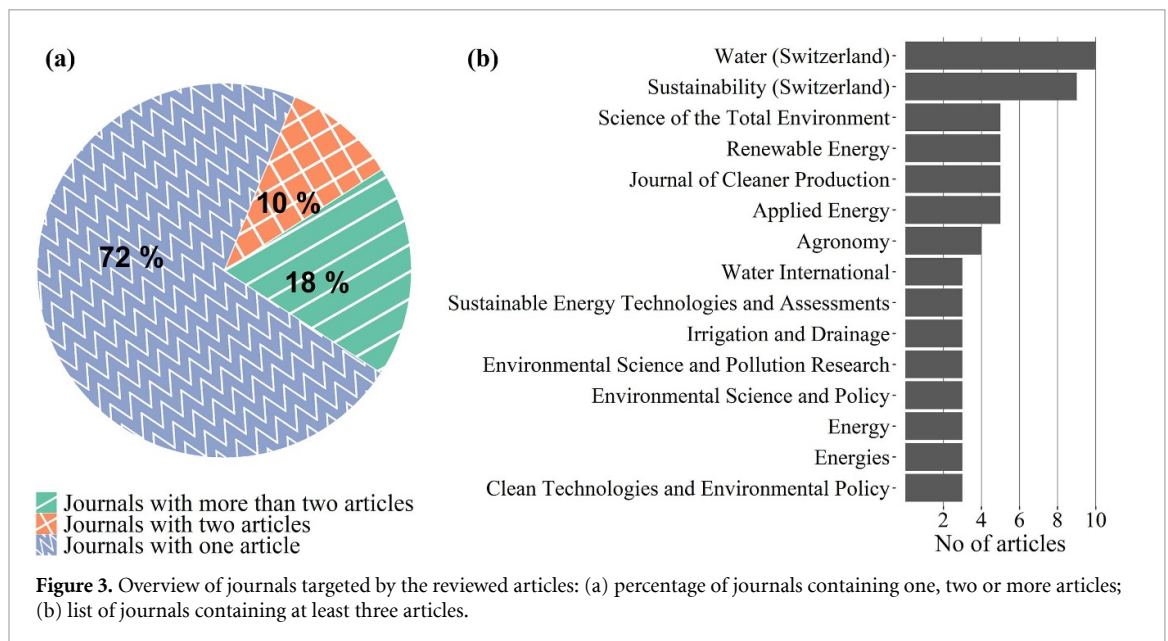 (a)
72 %
10 %
18 %
Journals with more than two articles
Journals with two articles
Journals with one article
(b)
Water (Switzerland)
Sustainability (Switzerland)
Science of the Total Environment
Renewable Energy
Journal of Cleaner Production
Applied Energy
Agronomy
Water International
Sustainable Energy Technologies and Assessments
Irrigation and Drainage
Environmental Science and Pollution Research
Environmental Science and Policy
Energy
Energies
Clean Technologies and Environmental Policy
2 4 6 8 10
No of articles
Figure 3. Overview of journals targeted by the reviewed articles: (a) percentage of journals containing one, two or more articles;
(b) list of journals containing at least three articles.